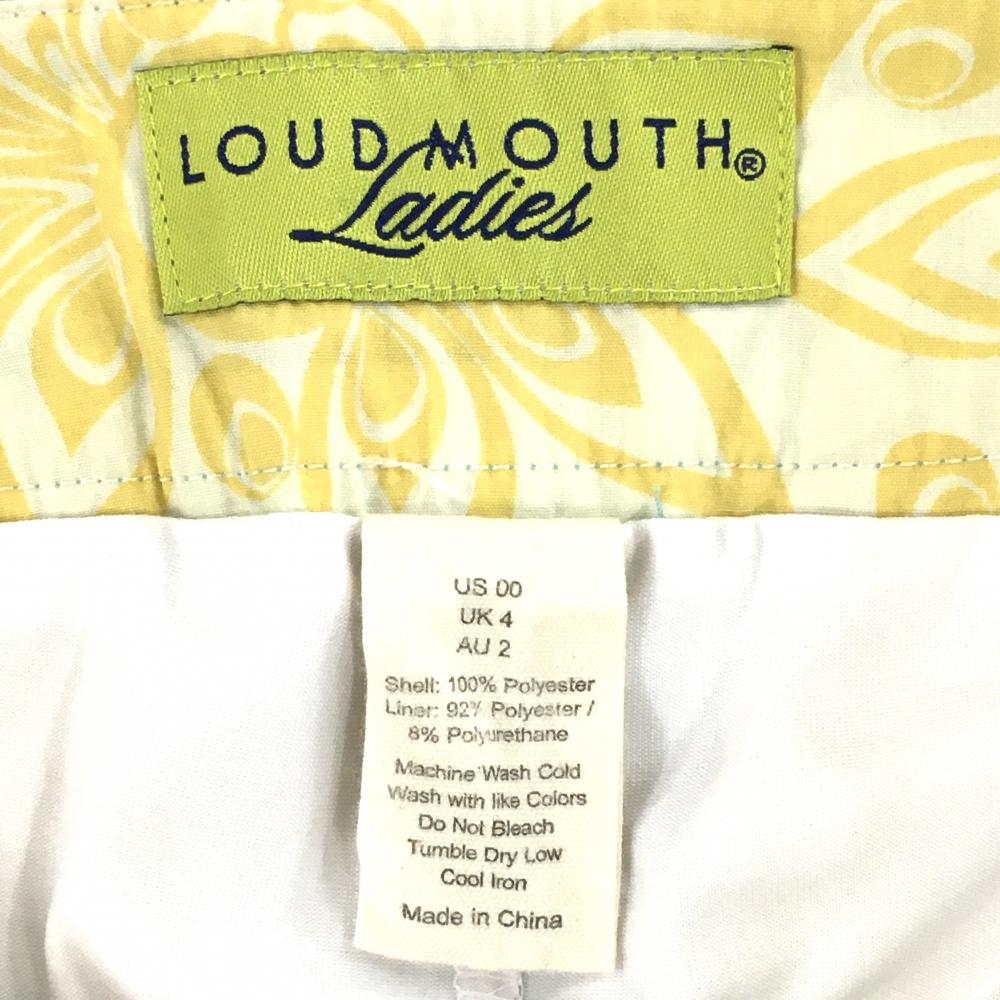 LOUDMOUTH®
Ladies
US 00
UK 4
AU 2
Shell: 100% Polyester
Liner: 92% Polyester /
8% Polyurethane
Machine Wash Cold
Wash with like Colors
Do Not Bleach
Tumble Dry Low
Cool Iron
Made in China